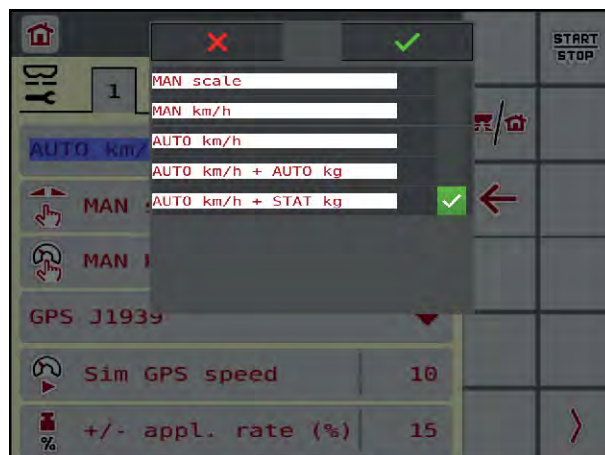 START
STOP
1
MAN scale
MAN km/h
AUTO km/h
AUTO km/h + AUTO kg
AUTO km/h + STAT kg
AUTO km/
MAN
MAN
GPS J1939
Sim GPS speed 10
% +/- appl. rate (%) 15